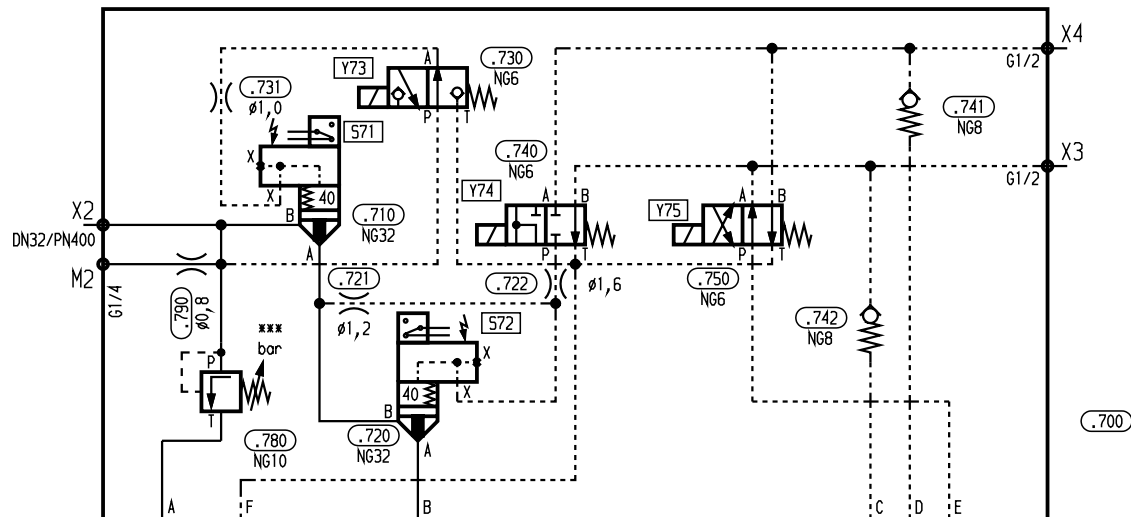 X4
G1/2
.730
NG6
A
Y73
P
T
.731
ø1,0
S71
X
X
40
.741
NG8
.740
NG6
X3
G1/2
Y74
A
B
P
T
Y75
A
B
P
T
X2
DN32/PN400
B
.710
NG32
A
M2
G1/4
.790
ø0,8
.721
ø1,2
.722
ø1,6
.750
NG6
.742
NG8
***
bar
S72
X
X
P
T
40
B
.720
NG32
A
.780
NG10
.700
A
F
B
C
D
E